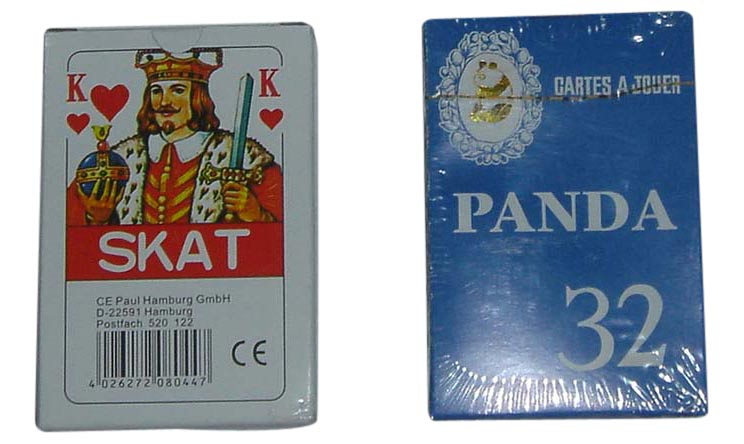 K K
SKAT
CE Paul Hamburg GmbH
D-22591 Hamburg
Postfach 520 122
CE
4 026272 080447
CARTES A JOUER
PANDA
32